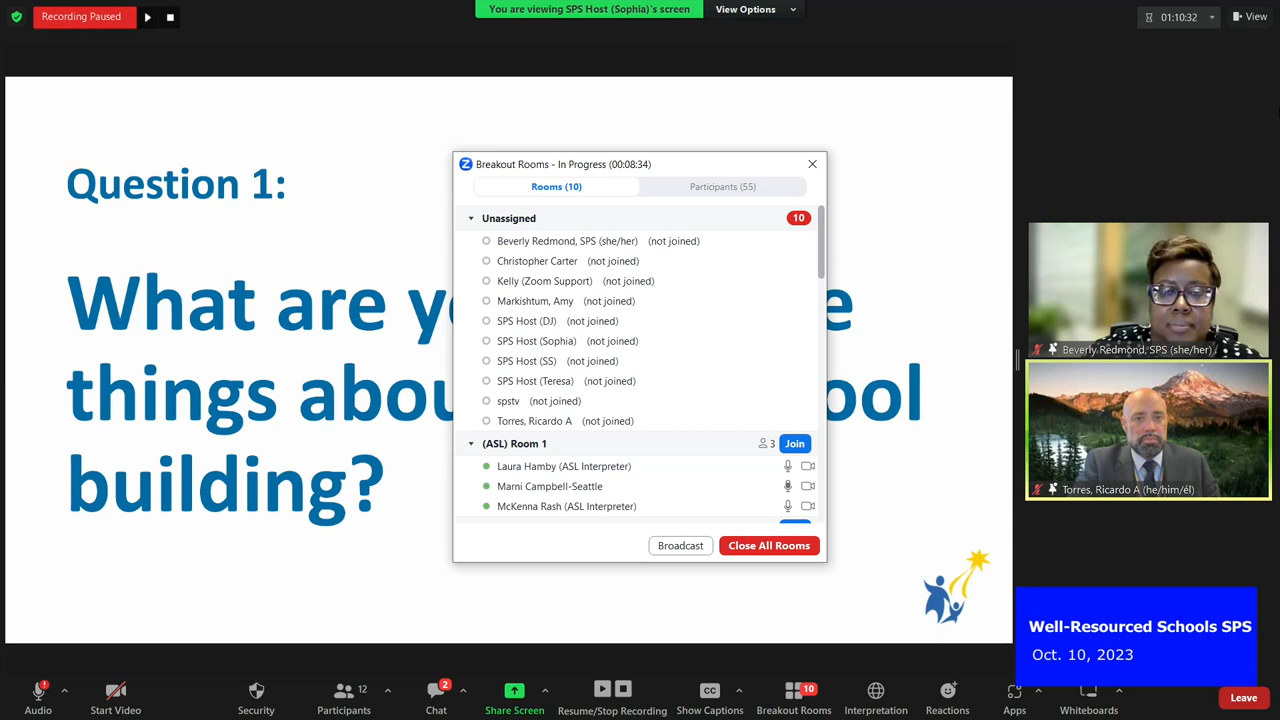 Recording Paused
You are viewing SPS Host (Sophia)'s screen
View Options
01:10:32
View
Question 1:
What are y
e
things abou
ool
building?
Breakout Rooms - In Progress (00:08:34)
Rooms (10)
Participants (55)
Unassigned
10
Beverly Redmond, SPS (she/her) (not joined)
Christopher Carter (not joined)
Kelly (Zoom Support) (not joined)
Markishtum, Amy (not joined)
SPS Host (DJ) (not joined)
SPS Host (Sophia) (not joined)
SPS Host (SS) (not joined)
SPS Host (Teresa) (not joined)
spstv (not joined)
Torres, Ricardo A (not joined)
(ASL) Room 1
3
Join
Laura Hamby (ASL Interpreter)
Marni Campbell-Seattle
McKenna Rash (ASL Interpreter)
Broadcast
Close All Rooms
Beverly Redmond, SPS (she/her)
Torres, Ricardo A (he/him/él)
Well-Resourced Schools SPS
Oct. 10, 2023
Audio
Start Video
Security
Participants
12
Chat
2
Share Screen
Resume/Stop Recording
CC
Show Captions
Breakout Rooms
10
Interpretation
Reactions
Apps
Whiteboards
Leave